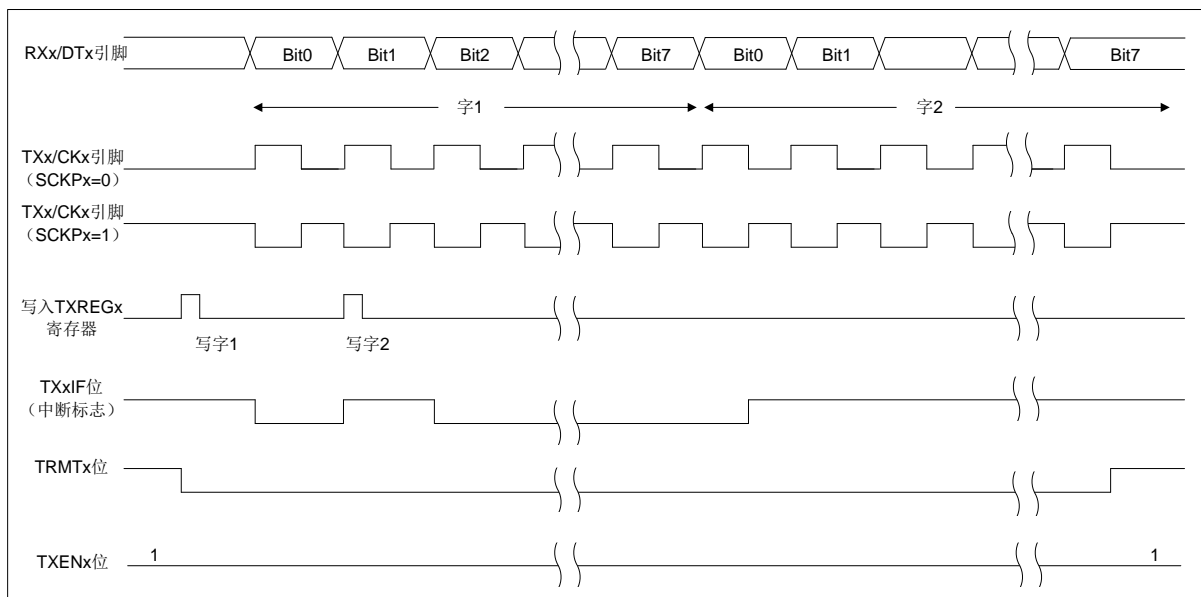 RXx/DTx引脚
Bit0 Bit1 Bit2 Bit7 Bit0 Bit1 Bit7
字1 字2
TXx/CKx引脚
（SCKPx=0）
TXx/CKx引脚
（SCKPx=1）
写入TXREGx
寄存器
写字1 写字2
TXxIF位
（中断标志）
TRMTx位
TXENx位 1 1